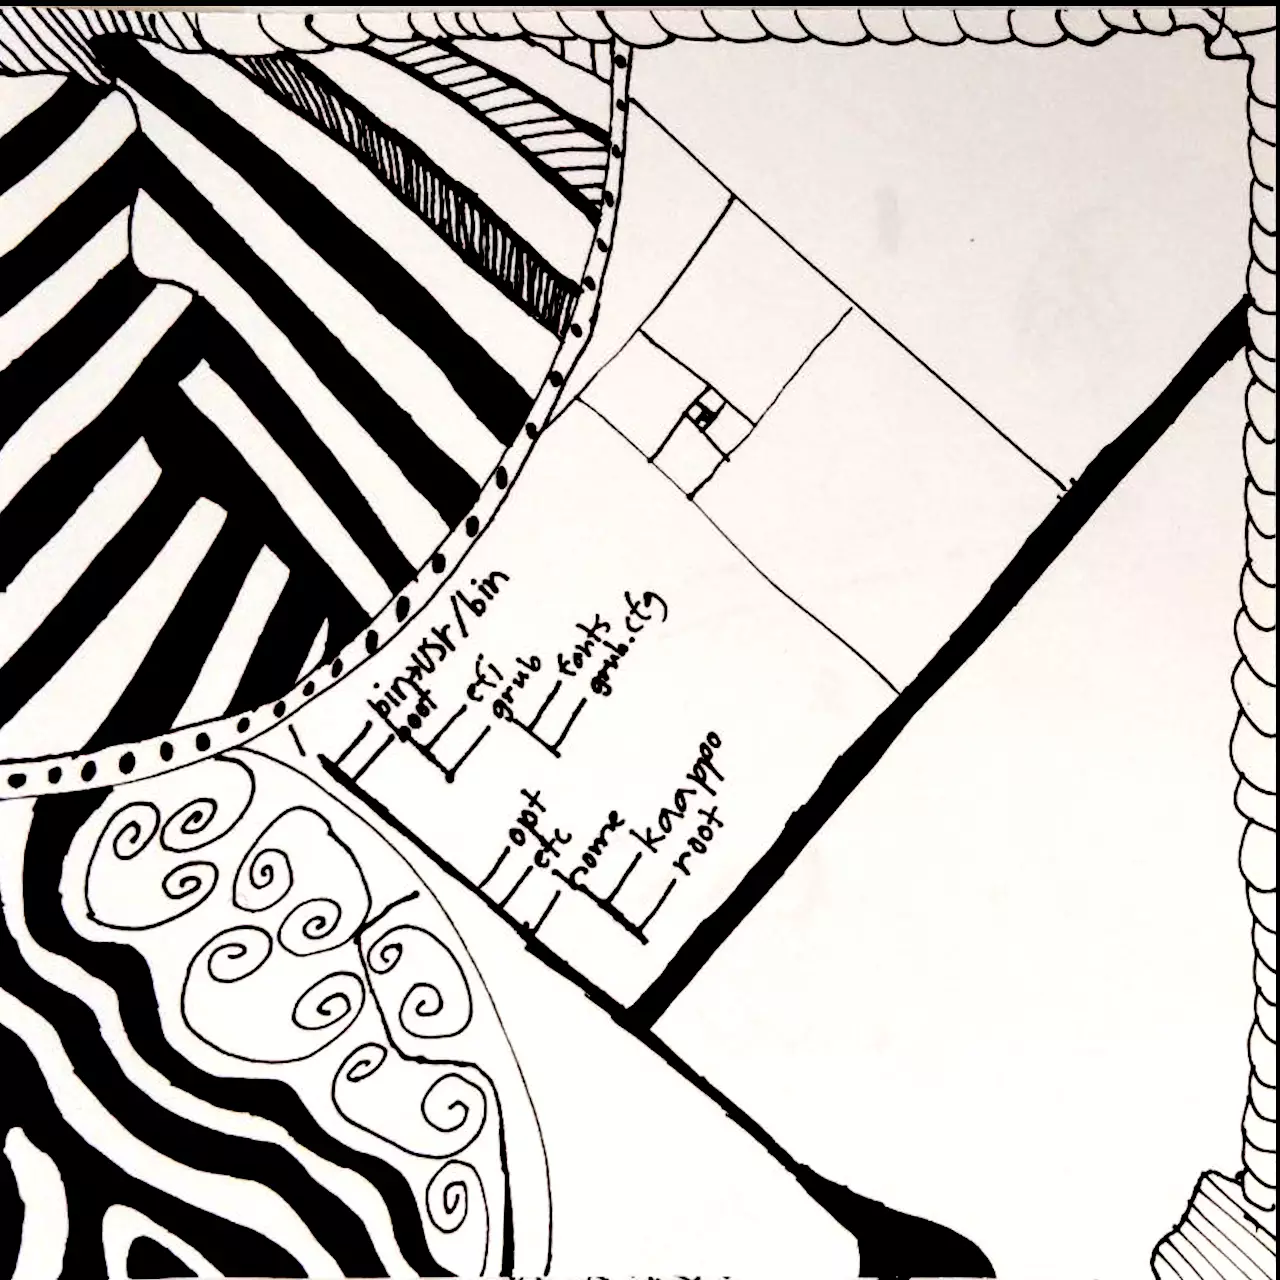 /
bin→usr/bin
boot
efi
grub
fonts
grub.cfg
opt
etc
home
kaappo
root